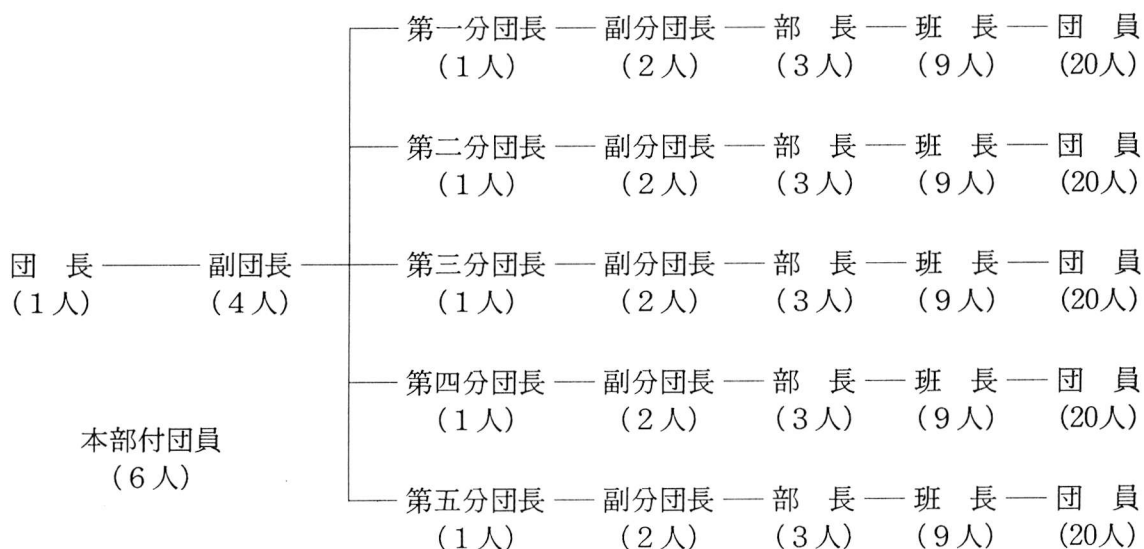 第一分団長 副分団長 部　長 班　長 団　員
(１人) (２人) (３人) (９人) (20人)
第二分団長 副分団長 部　長 班　長 団　員
(１人) (２人) (３人) (９人) (20人)
団　長 副団長 第三分団長 副分団長 部　長 班　長 団　員
(１人) (４人) (１人) (２人) (３人) (９人) (20人)
第四分団長 副分団長 部　長 班　長 団　員
(１人) (２人) (３人) (９人) (20人)
本部付団員
(６人)
第五分団長 副分団長 部　長 班　長 団　員
(１人) (２人) (３人) (９人) (20人)